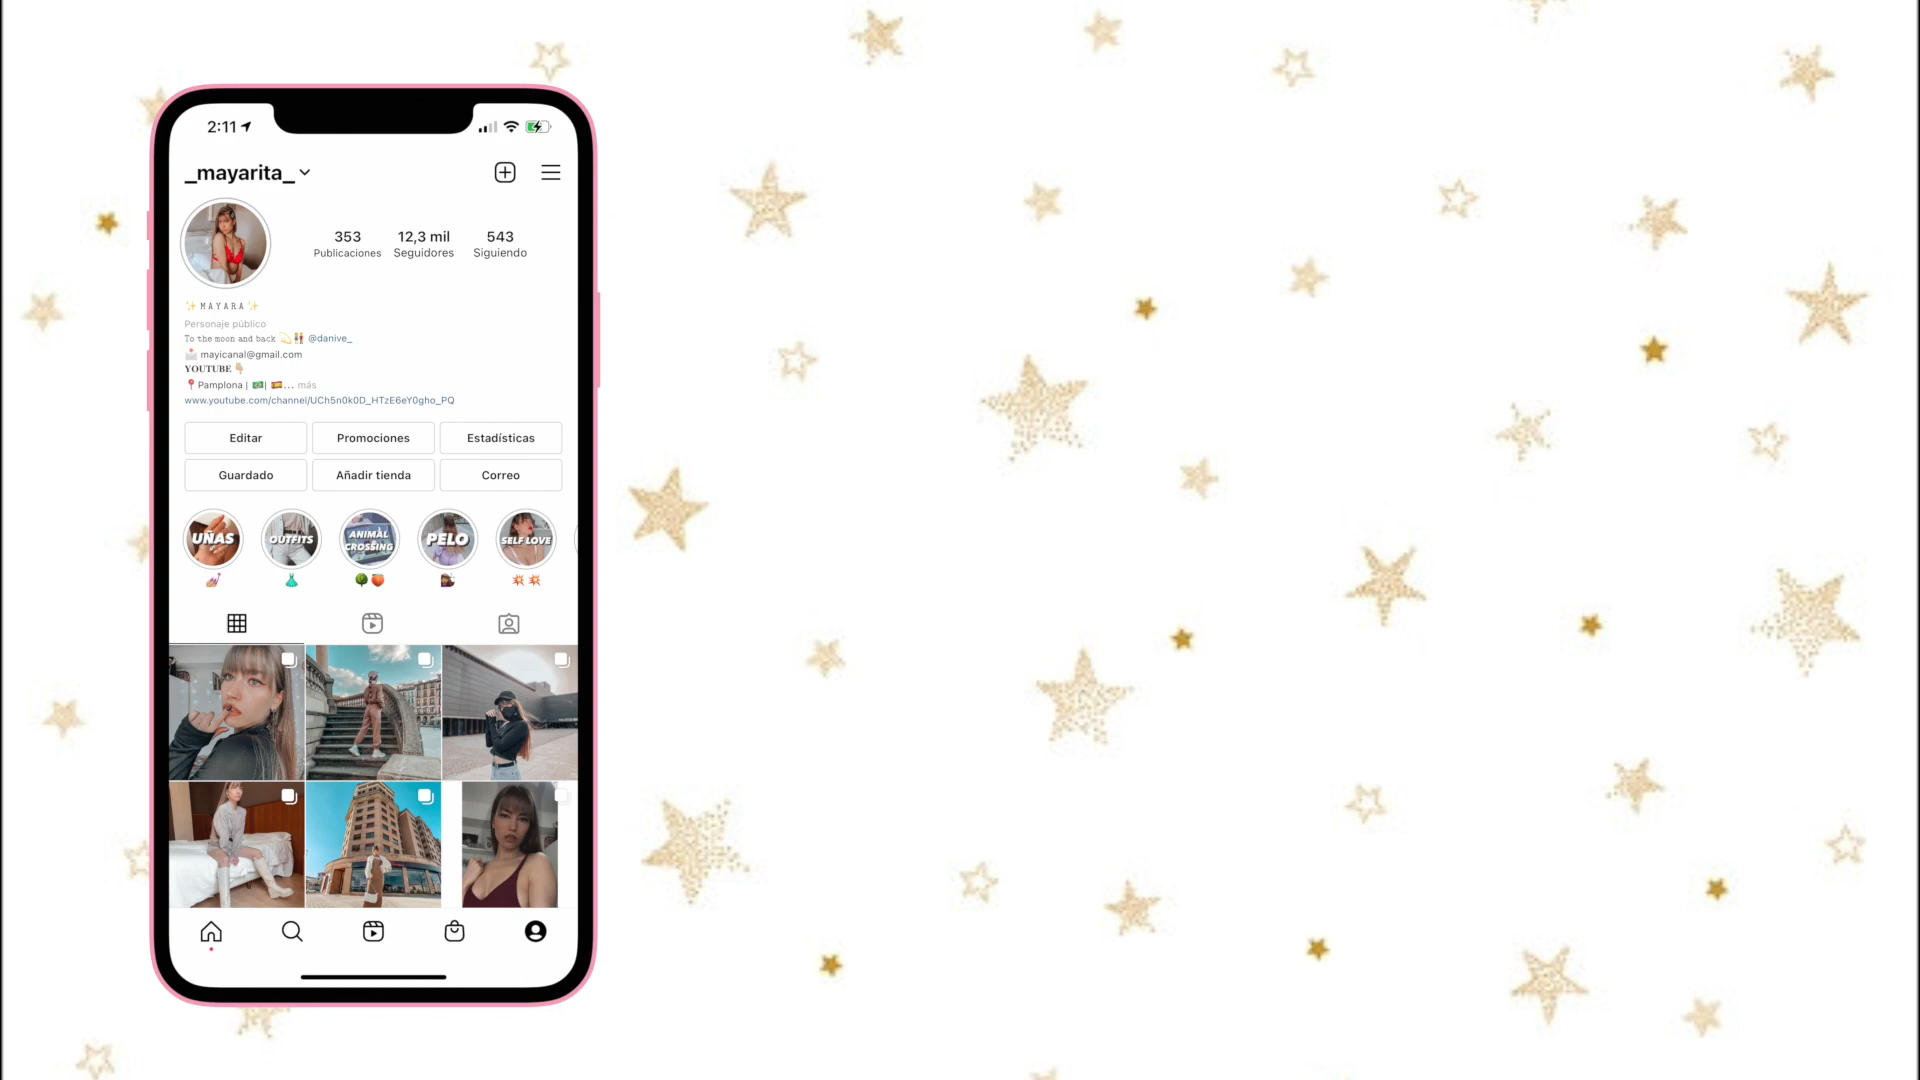 2:11
_mayarita_
353 12,3 mil 543
Publicaciones Seguidores Siguiendo
✨ MAYARA ✨
Personaje público
To the moon and back 💫👫 @danive_
📩 mayicanal@gmail.com
YOUTUBE 👇🏼
📍Pamplona | 🇧🇷| 🇪🇸... más
www.youtube.com/channel/UCh5n0k0D_HTzE6eY0gho_PQ
Editar Promociones Estadísticas
Guardado Añadir tienda Correo
UÑAS OUTFITS ANIMAL CROSSING PELO SELF LOVE